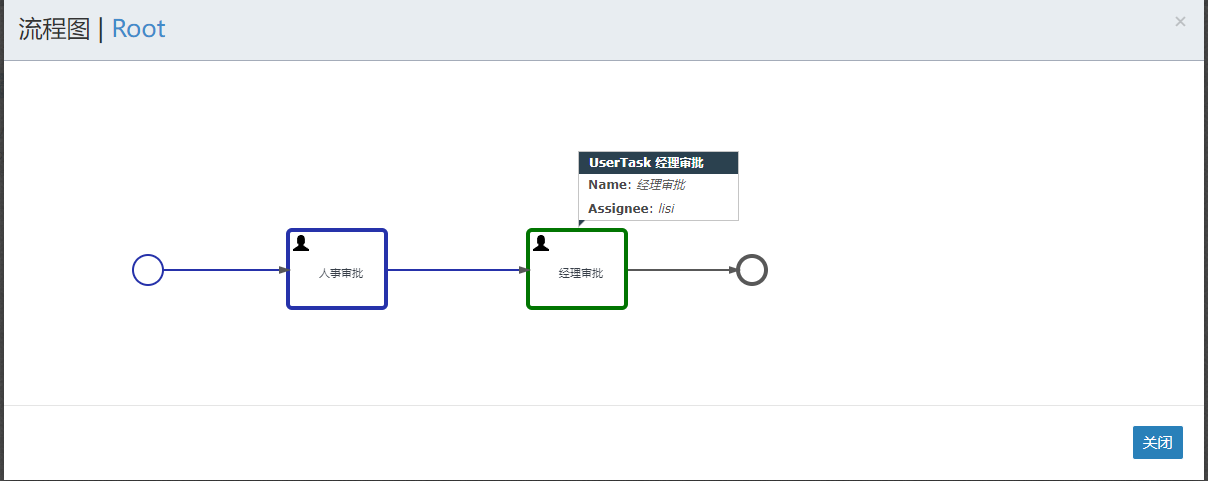 流程图 | Root
×
UserTask 经理审批
Name: 经理审批
Assignee: lisi
人事审批
经理审批
关闭